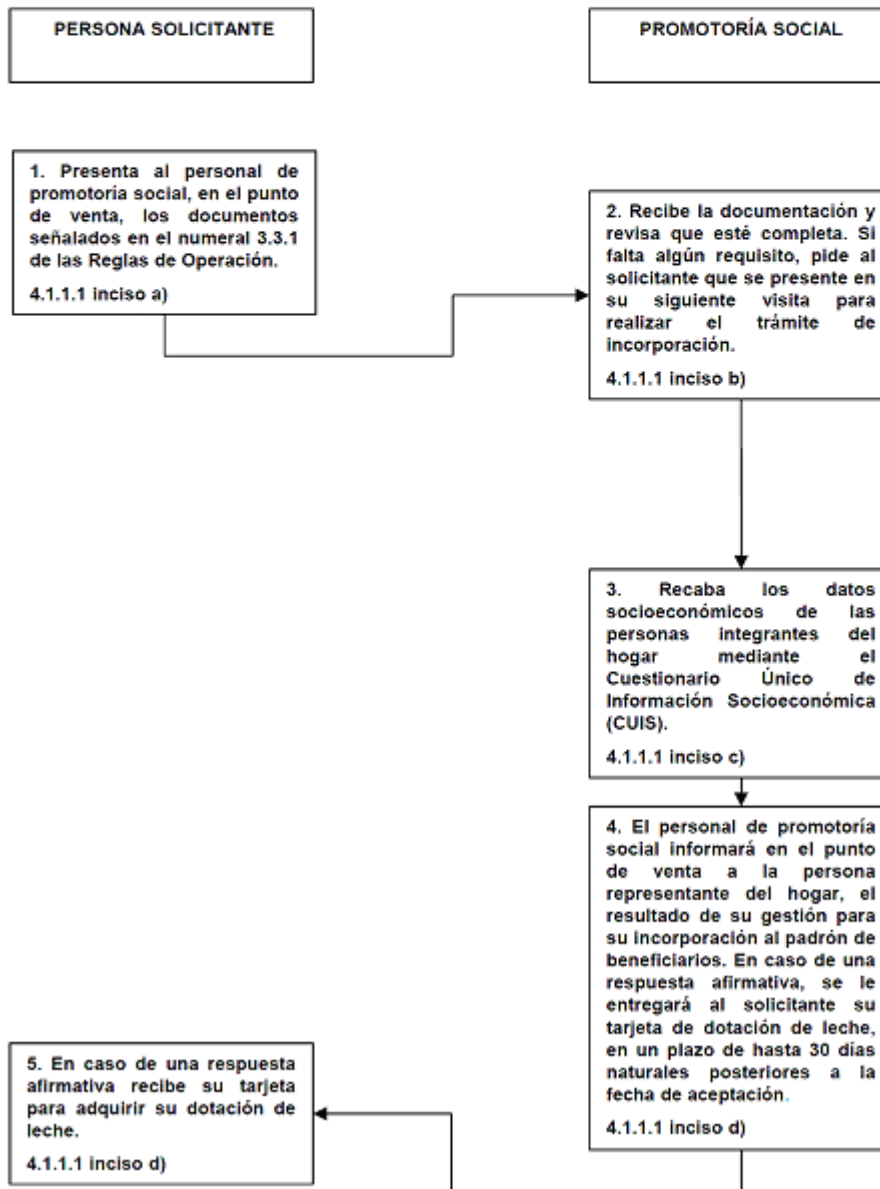 PERSONA SOLICITANTE
PROMOTORÍA SOCIAL
1. Presenta al personal de
promotoría social, en el punto
de venta, los documentos
señalados en el numeral 3.3.1
de las Reglas de Operación.
4.1.1.1 inciso a)
2. Recibe la documentación y
revisa que esté completa. Si
falta algún requisito, pide al
solicitante que se presente en
su siguiente visita para
realizar el trámite de
incorporación.
4.1.1.1 inciso b)
3. Recaba los datos
socioeconómicos de las
personas integrantes del
hogar mediante el
Cuestionario Único de
Información Socioeconómica
(CUIS).
4.1.1.1 inciso c)
4. El personal de promotoría
social informará en el punto
de venta a la persona
representante del hogar, el
resultado de su gestión para
su incorporación al padrón de
beneficiarios. En caso de una
respuesta afirmativa, se le
entregará al solicitante su
tarjeta de dotación de leche,
en un plazo de hasta 30 días
naturales posteriores a la
fecha de aceptación.
4.1.1.1 inciso d)
5. En caso de una respuesta
afirmativa recibe su tarjeta
para adquirir su dotación de
leche.
4.1.1.1 inciso d)